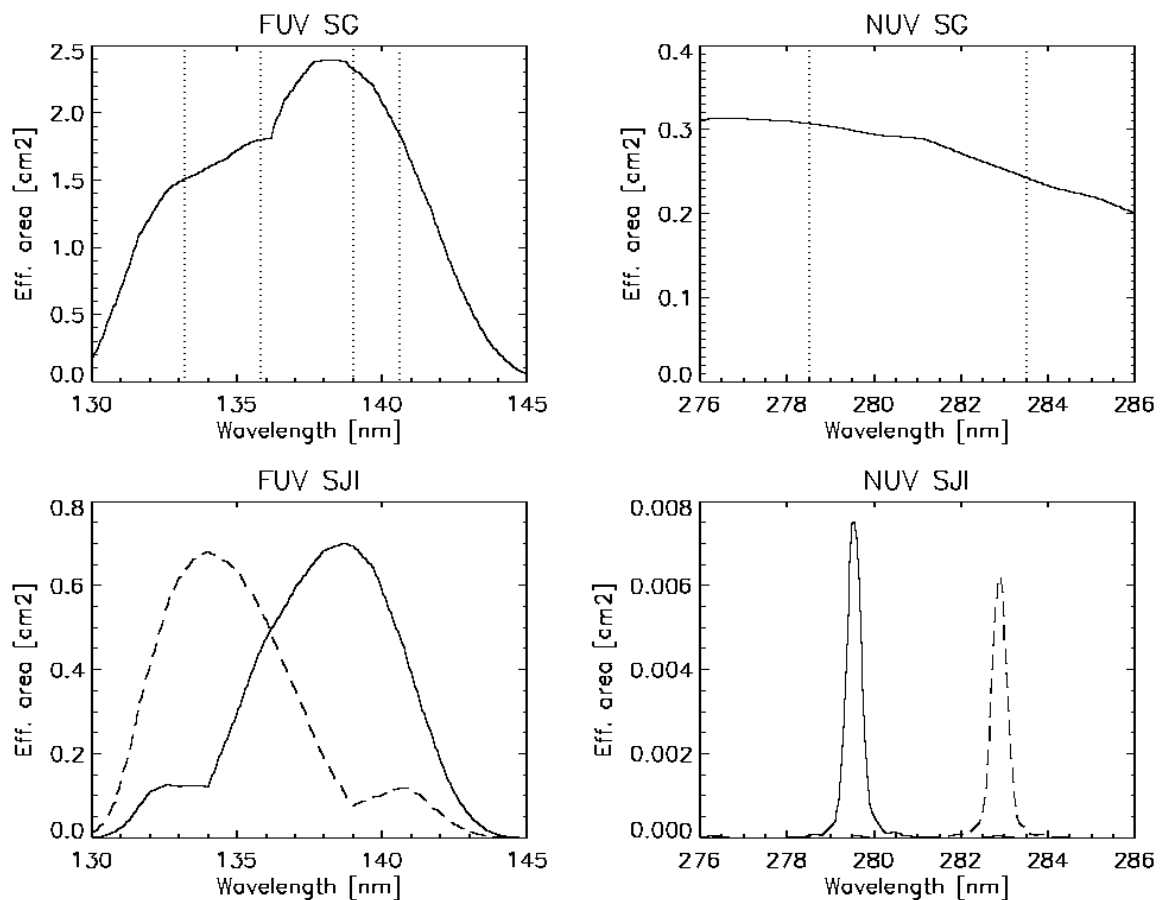 FUV SG
2.5
2.0
1.5
1.0
0.5
0.0
Eff. area [cm2]
130 135 140 145
Wavelength [nm]
NUV SG
0.4
0.3
0.2
0.1
0.0
Eff. area [cm2]
276 278 280 282 284 286
Wavelength [nm]
FUV SJI
0.8
0.6
0.4
0.2
0.0
Eff. area [cm2]
130 135 140 145
Wavelength [nm]
NUV SJI
0.008
0.006
0.004
0.002
0.000
Eff. area [cm2]
276 278 280 282 284 286
Wavelength [nm]